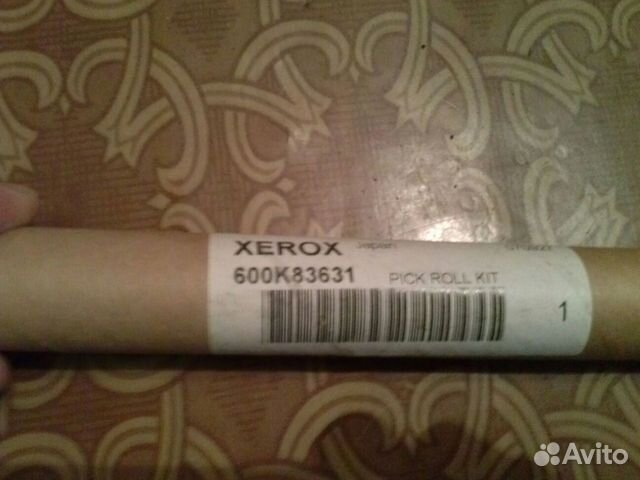 XEROX Japan
600K83631 PICK ROLL KIT
1
Avito